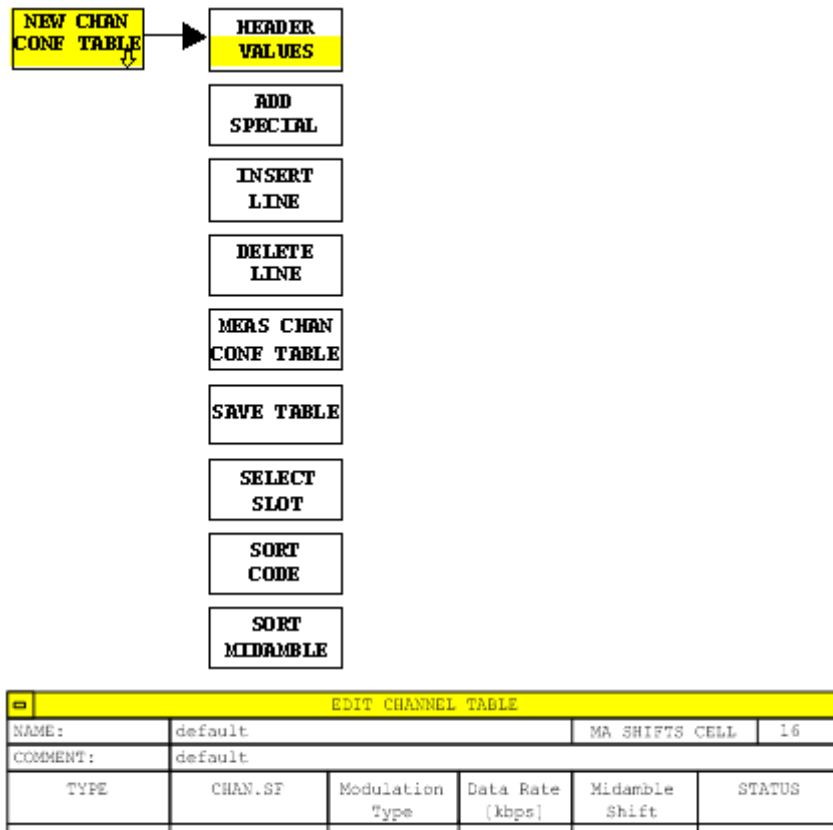 NEW CHAN
CONF TABLE
HEADER
VALUES
ADD
SPECIAL
INSERT
LINE
DELETE
LINE
MEAS CHAN
CONF TABLE
SAVE TABLE
SELECT
SLOT
SORT
CODE
SORT
MIDAMBLE
EDIT CHANNEL TABLE
NAME: default MA SHIFTS CELL 16
COMMENT: default
TYPE CHAN.SF Modulation Data Rate Midamble STATUS
Type [kbps] Shift